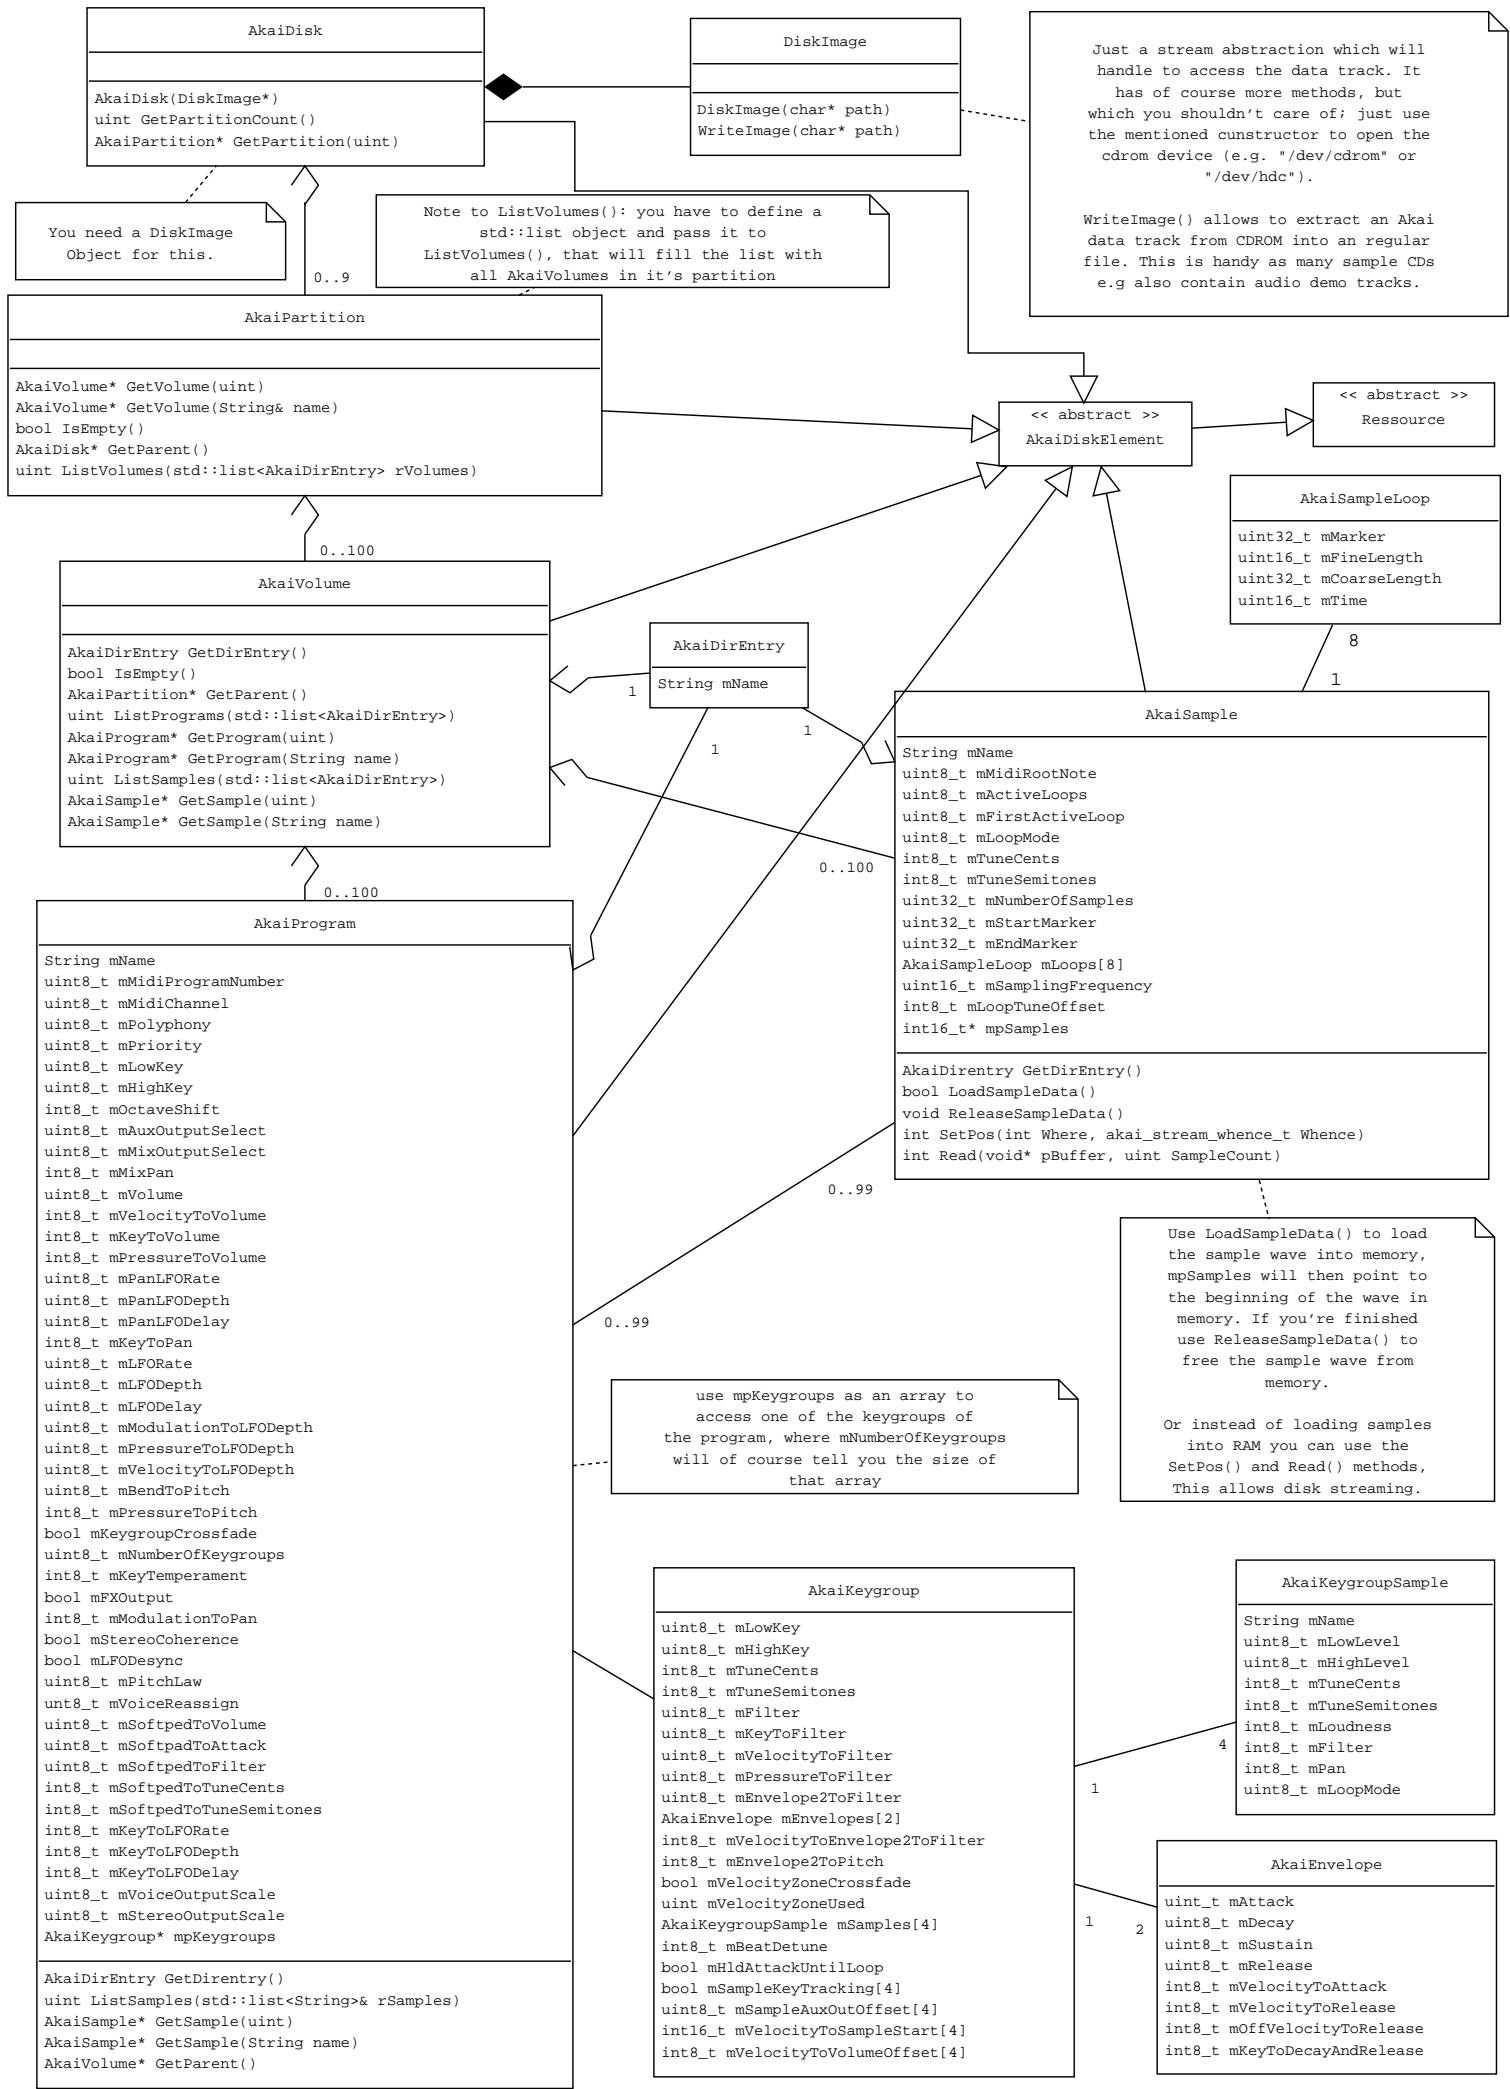 AkaiDisk
AkaiDisk(DiskImage*)
uint GetPartitionCount()
AkaiPartition* GetPartition(uint)
DiskImage
DiskImage(char* path)
WriteImage(char* path)
Just a stream abstraction which will
handle to access the data track. It
has of course more methods, but
which you shouldn't care of; just use
the mentioned cunstructor to open the
cdrom device (e.g. "/dev/cdrom" or
"/dev/hdc").
WriteImage() allows to extract an Akai
data track from CDROM into an regular
file. This is handy as many sample CDs
e.g also contain audio demo tracks.
You need a DiskImage
Object for this.
0..9
Note to ListVolumes(): you have to define a
std::list object and pass it to
ListVolumes(), that will fill the list with
all AkaiVolumes in it's partition
AkaiPartition
AkaiVolume* GetVolume(uint)
AkaiVolume* GetVolume(String& name)
bool IsEmpty()
AkaiDisk* GetParent()
uint ListVolumes(std::list<AkaiDirEntry> rVolumes)
<< abstract >>
AkaiDiskElement
<< abstract >>
Ressource
AkaiSampleLoop
uint32_t mMarker
uint16_t mFineLength
uint32_t mCoarseLength
uint16_t mTime
8
1
0..100
AkaiVolume
AkaiDirEntry GetDirEntry()
bool IsEmpty()
AkaiPartition* GetParent()
uint ListPrograms(std::list<AkaiDirEntry>)
AkaiProgram* GetProgram(uint)
AkaiProgram* GetProgram(String name)
uint ListSamples(std::list<AkaiDirEntry>)
AkaiSample* GetSample(uint)
AkaiSample* GetSample(String name)
AkaiDirEntry
String mName
1
1
1
0..100
0..100
AkaiSample
String mName
uint8_t mMidiRootNote
uint8_t mActiveLoops
uint8_t mFirstActiveLoop
uint8_t mLoopMode
int8_t mTuneCents
int8_t mTuneSemitones
uint32_t mNumberOfSamples
uint32_t mStartMarker
uint32_t mEndMarker
AkaiSampleLoop mLoops[8]
uint16_t mSamplingFrequency
int8_t mLoopTuneOffset
int16_t* mpSamples
AkaiDirentry GetDirEntry()
bool LoadSampleData()
void ReleaseSampleData()
int SetPos(int Where, akai_stream_whence_t Whence)
int Read(void* pBuffer, uint SampleCount)
0..99
0..99
Use LoadSampleData() to load
the sample wave into memory,
mpSamples will then point to
the beginning of the wave in
memory. If you're finished
use ReleaseSampleData() to
free the sample wave from
memory.
Or instead of loading samples
into RAM you can use the
SetPos() and Read() methods,
This allows disk streaming.
AkaiProgram
String mName
uint8_t mMidiProgramNumber
uint8_t mMidiChannel
uint8_t mPolyphony
uint8_t mPriority
uint8_t mLowKey
uint8_t mHighKey
int8_t mOctaveShift
uint8_t mAuxOutputSelect
uint8_t mMixOutputSelect
int8_t mMixPan
uint8_t mVolume
int8_t mVelocityToVolume
int8_t mKeyToVolume
int8_t mPressureToVolume
uint8_t mPanLFORate
uint8_t mPanLFODepth
uint8_t mPanLFODelay
int8_t mKeyToPan
uint8_t mLFORate
uint8_t mLFODepth
uint8_t mLFODelay
uint8_t mModulationToLFODepth
uint8_t mPressureToLFODepth
uint8_t mVelocityToLFODepth
uint8_t mBendToPitch
int8_t mPressureToPitch
bool mKeygroupCrossfade
uint8_t mNumberOfKeygroups
int8_t mKeyTemperament
bool mFXOutput
int8_t mModulationToPan
bool mStereoCoherence
bool mLFODesync
uint8_t mPitchLaw
unt8_t mVoiceReassign
uint8_t mSoftpedToVolume
uint8_t mSoftpadToAttack
uint8_t mSoftpedToFilter
int8_t mSoftpedToTuneCents
int8_t mSoftpedToTuneSemitones
int8_t mKeyToLFORate
int8_t mKeyToLFODepth
int8_t mKeyToLFODelay
uint8_t mVoiceOutputScale
uint8_t mStereoOutputScale
AkaiKeygroup* mpKeygroups
AkaiDirEntry GetDirentry()
uint ListSamples(std::list<String>& rSamples)
AkaiSample* GetSample(uint)
AkaiSample* GetSample(String name)
AkaiVolume* GetParent()
use mpKeygroups as an array to
access one of the keygroups of
the program, where mNumberOfKeygroups
will of course tell you the size of
that array
AkaiKeygroup
uint8_t mLowKey
uint8_t mHighKey
int8_t mTuneCents
int8_t mTuneSemitones
uint8_t mFilter
uint8_t mKeyToFilter
uint8_t mVelocityToFilter
uint8_t mPressureToFilter
uint8_t mEnvelope2ToFilter
AkaiEnvelope mEnvelopes[2]
int8_t mVelocityToEnvelope2ToFilter
int8_t mEnvelope2ToPitch
bool mVelocityZoneCrossfade
uint mVelocityZoneUsed
AkaiKeygroupSample mSamples[4]
int8_t mBeatDetune
bool mHldAttackUntilLoop
bool mSampleKeyTracking[4]
uint8_t mSampleAuxOutOffset[4]
int16_t mVelocityToSampleStart[4]
int8_t mVelocityToVolumeOffset[4]
4
1
1
2
AkaiKeygroupSample
String mName
uint8_t mLowLevel
uint8_t mHighLevel
int8_t mTuneCents
int8_t mTuneSemitones
int8_t mLoudness
int8_t mFilter
int8_t mPan
uint8_t mLoopMode
AkaiEnvelope
uint_t mAttack
uint8_t mDecay
uint8_t mSustain
uint8_t mRelease
int8_t mVelocityToAttack
int8_t mVelocityToRelease
int8_t mOffVelocityToRelease
int8_t mKeyToDecayAndRelease